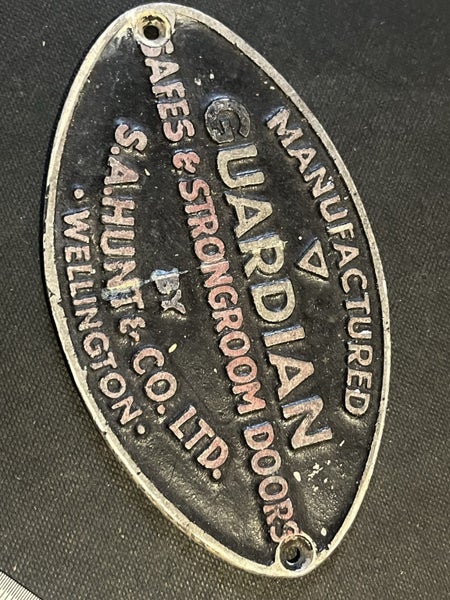 MANUFACTURED
GUARDIAN
SAFES & STRONGROOM DOORS
BY
S.A.HUNT & CO. LTD.
· WELLINGTON ·